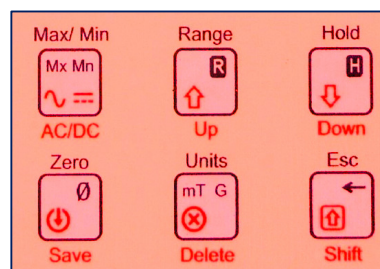 Max/ Min Range Hold
Mx Mn R H
AC/DC Up Down
Zero Units Esc
Ø mT G
Save Delete Shift